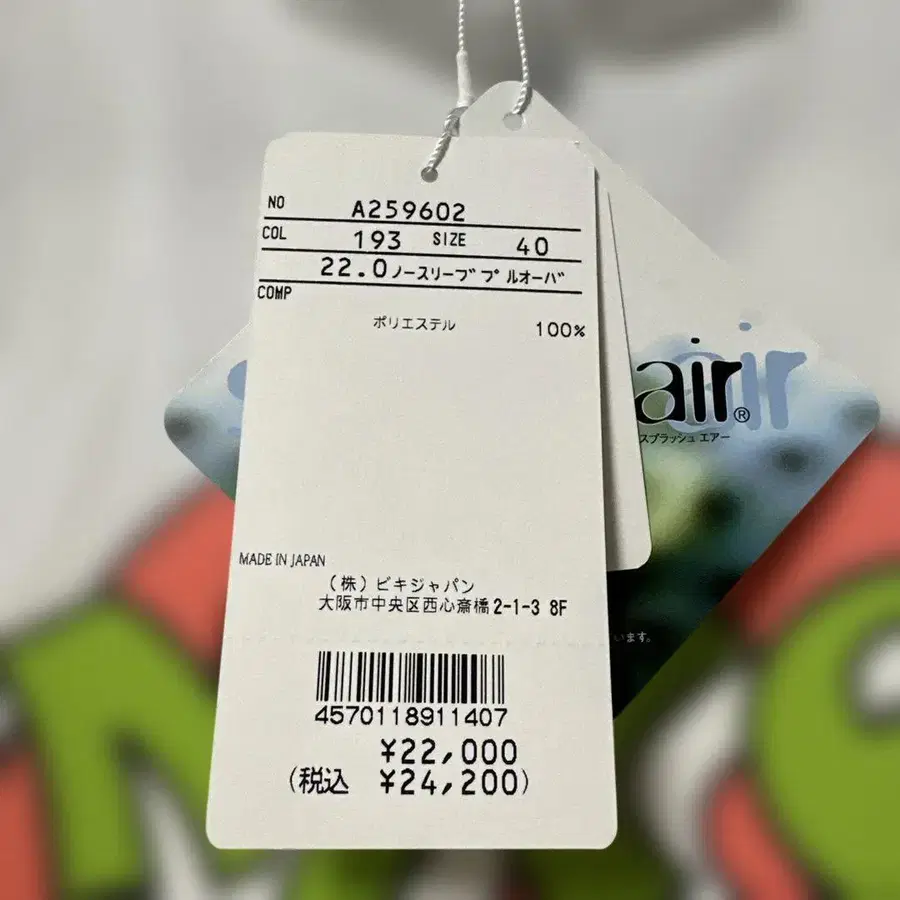 NO A259602
COL 193 SIZE 40
22.0ノースリーブプルオーバ
COMP
ポリエステル 100%
MADE IN JAPAN
(株)ビキジャパン
大阪市中央区西心斎橋2-1-3 8F
4570118911407
¥22,000
(税込 ¥24,200)
air®
スプラッシュ エアー
います。